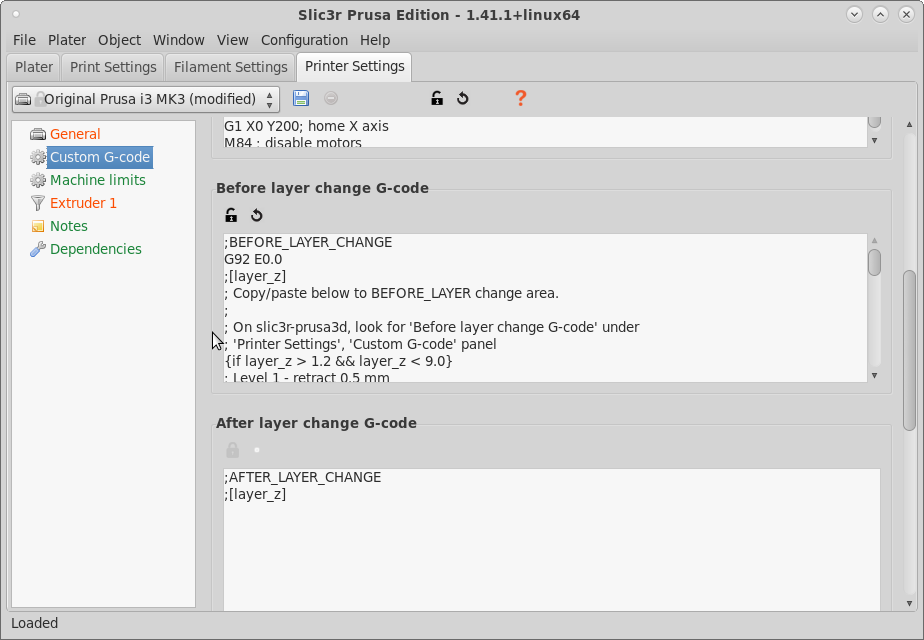 Slic3r Prusa Edition - 1.41.1+linux64
File Plater Object Window View Configuration Help
Plater Print Settings Filament Settings Printer Settings
Original Prusa i3 MK3 (modified)
General
Custom G-code
Machine limits
Extruder 1
Notes
Dependencies
G1 X0 Y200; home X axis
M84 ; disable motors
Before layer change G-code
;BEFORE_LAYER_CHANGE
G92 E0.0
;[layer_z]
; Copy/paste below to BEFORE_LAYER change area.
;
; On slic3r-prusa3d, look for 'Before layer change G-code' under
; 'Printer Settings', 'Custom G-code' panel
{if layer_z > 1.2 && layer_z < 9.0}
; Level 1 - retract 0.5 mm
After layer change G-code
;AFTER_LAYER_CHANGE
;[layer_z]
Loaded